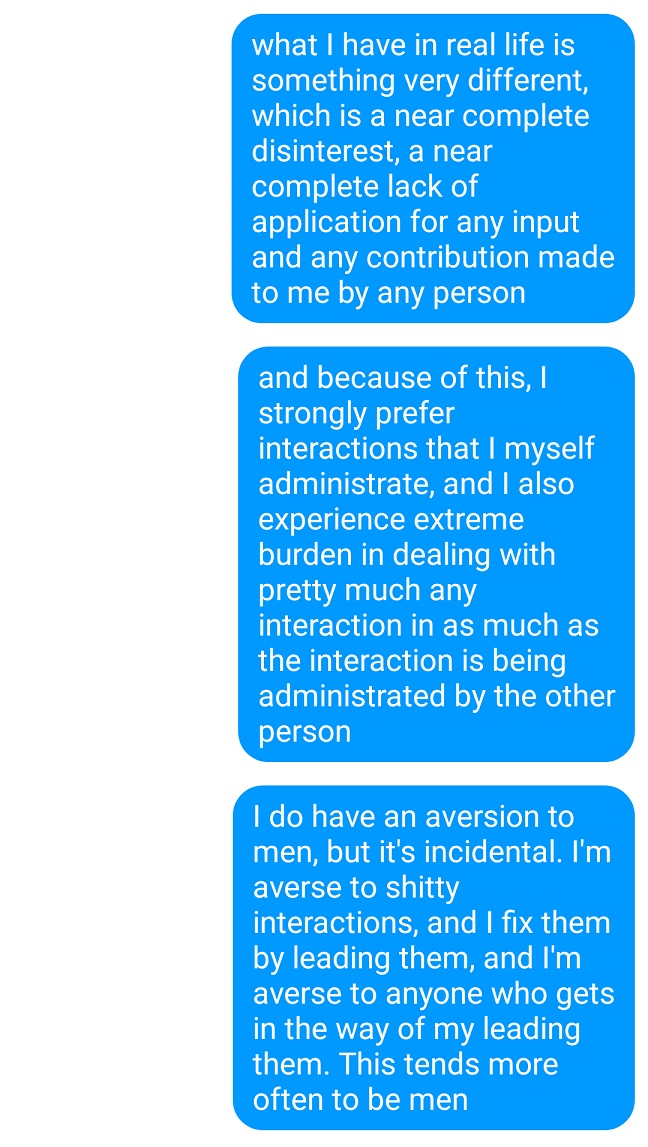 what I have in real life is
something very different,
which is a near complete
disinterest, a near
complete lack of
application for any input
and any contribution made
to me by any person
and because of this, I
strongly prefer
interactions that I myself
administrate, and I also
experience extreme
burden in dealing with
pretty much any
interaction in as much as
the interaction is being
administrated by the other
person
I do have an aversion to
men, but it's incidental. I'm
averse to shitty
interactions, and I fix them
by leading them, and I'm
averse to anyone who gets
in the way of my leading
them. This tends more
often to be men